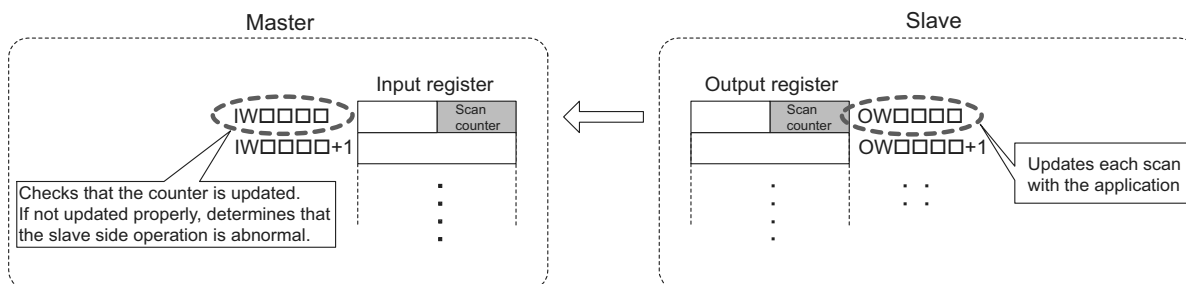 Master
Slave
Input register
Output register
IW□□□□
Scan
counter
Scan
counter
OW□□□□
IW□□□□+1
OW□□□□+1
Checks that the counter is updated.
If not updated properly, determines that
the slave side operation is abnormal.
Updates each scan
with the application